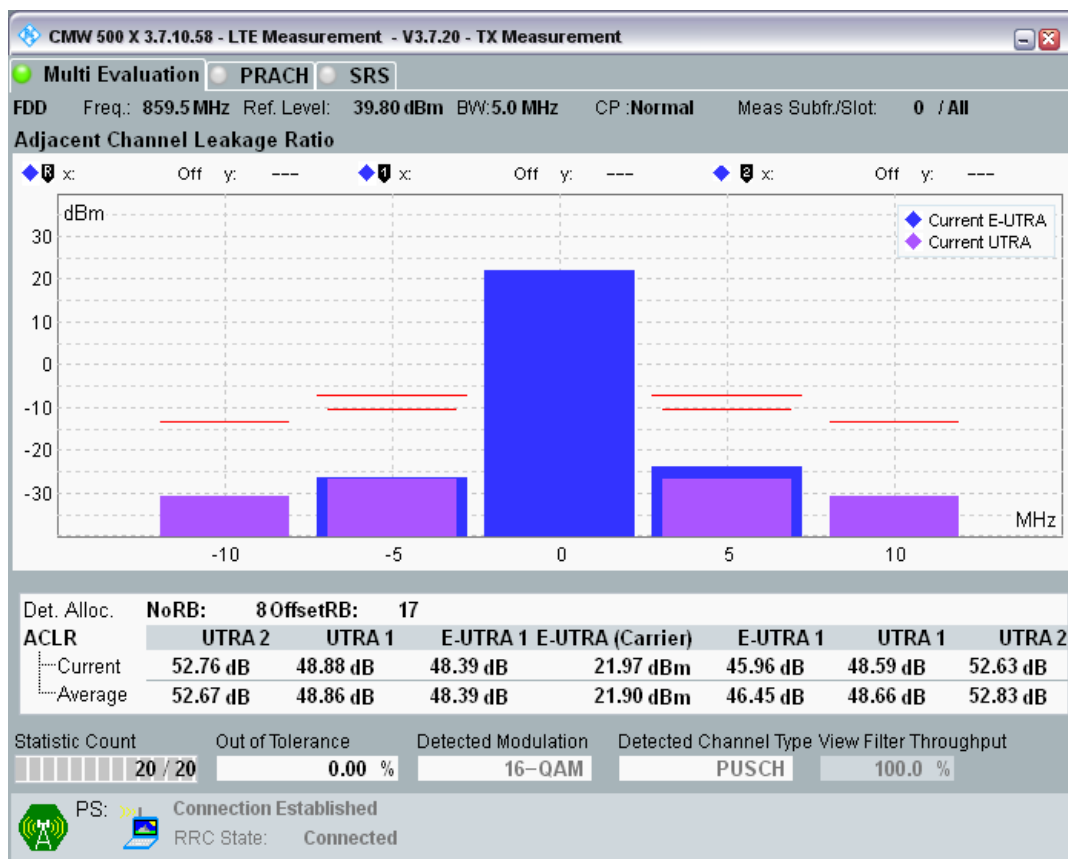 CMW 500 X 3.7.10.58 - LTE Measurement - V3.7.20 - TX Measurement
Multi Evaluation PRACH SRS
FDD Freq.: 859.5 MHz Ref. Level: 39.80 dBm BW:5.0 MHz CP :Normal Meas Subfr./Slot: 0 / All
Adjacent Channel Leakage Ratio
R x: Off y: --- 1 x: Off y: --- 2 x: Off y: ---
dBm
Current E-UTRA
Current UTRA
30
20
10
0
-10
-20
-30
MHz
-10 -5 0 5 10
Det. Alloc. NoRB: 8 OffsetRB: 17
ACLR UTRA 2 UTRA 1 E-UTRA 1 E-UTRA (Carrier) E-UTRA 1 UTRA 1 UTRA 2
Current 52.76 dB 48.88 dB 48.39 dB 21.97 dBm 45.96 dB 48.59 dB 52.63 dB
Average 52.67 dB 48.86 dB 48.39 dB 21.90 dBm 46.45 dB 48.66 dB 52.83 dB
Statistic Count Out of Tolerance Detected Modulation Detected Channel Type View Filter Throughput
20 / 20 0.00 % 16-QAM PUSCH 100.0 %
PS: Connection Established
RRC State: Connected